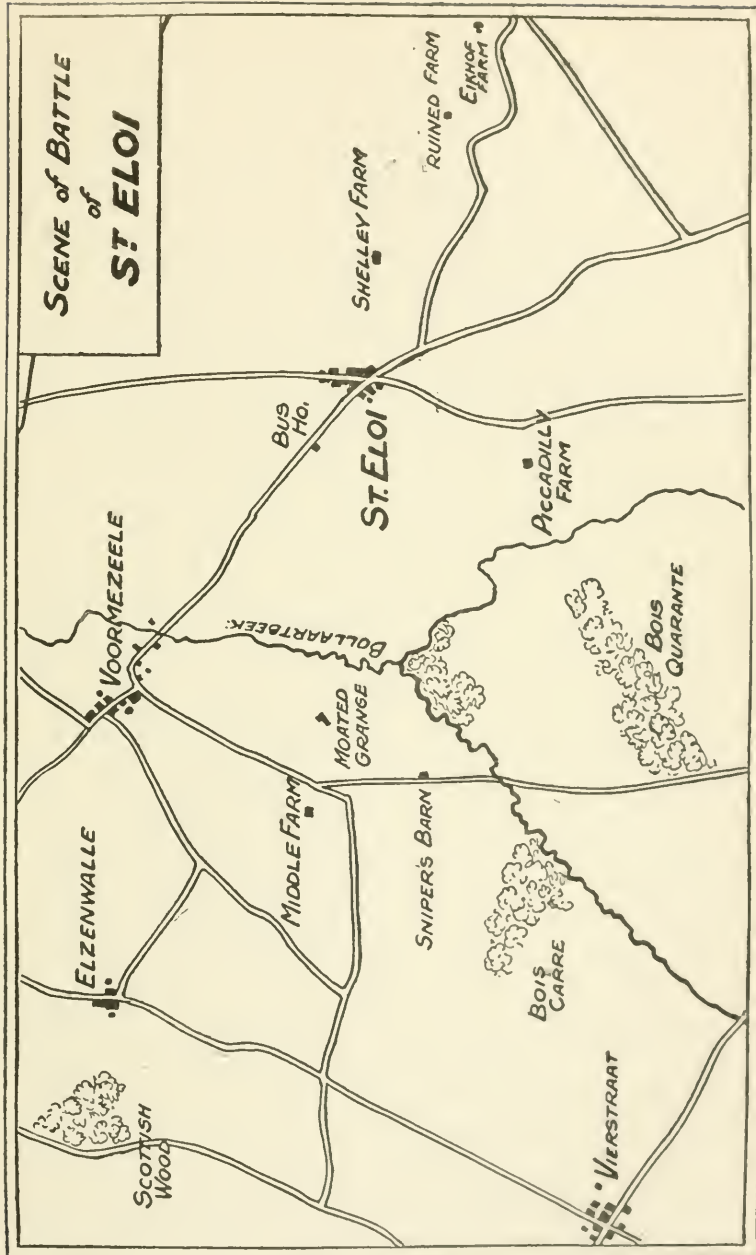 SCENE of BATTLE
of
ST ELOI
SCOTTISH
WOOD
ELZENWALLE
VOORMEZEELE
BUS
HO.
SHELLEY FARM
RUINED FARM
EIKHOF
FARM
MIDDLE FARM
MOATED
GRANGE
BOLLAARTBEEK:
ST. ELOI
SNIPER'S BARN
PICCADILLY
FARM
BOIS
CARRE
BOIS
QUARANTE
VIERSTRAAT